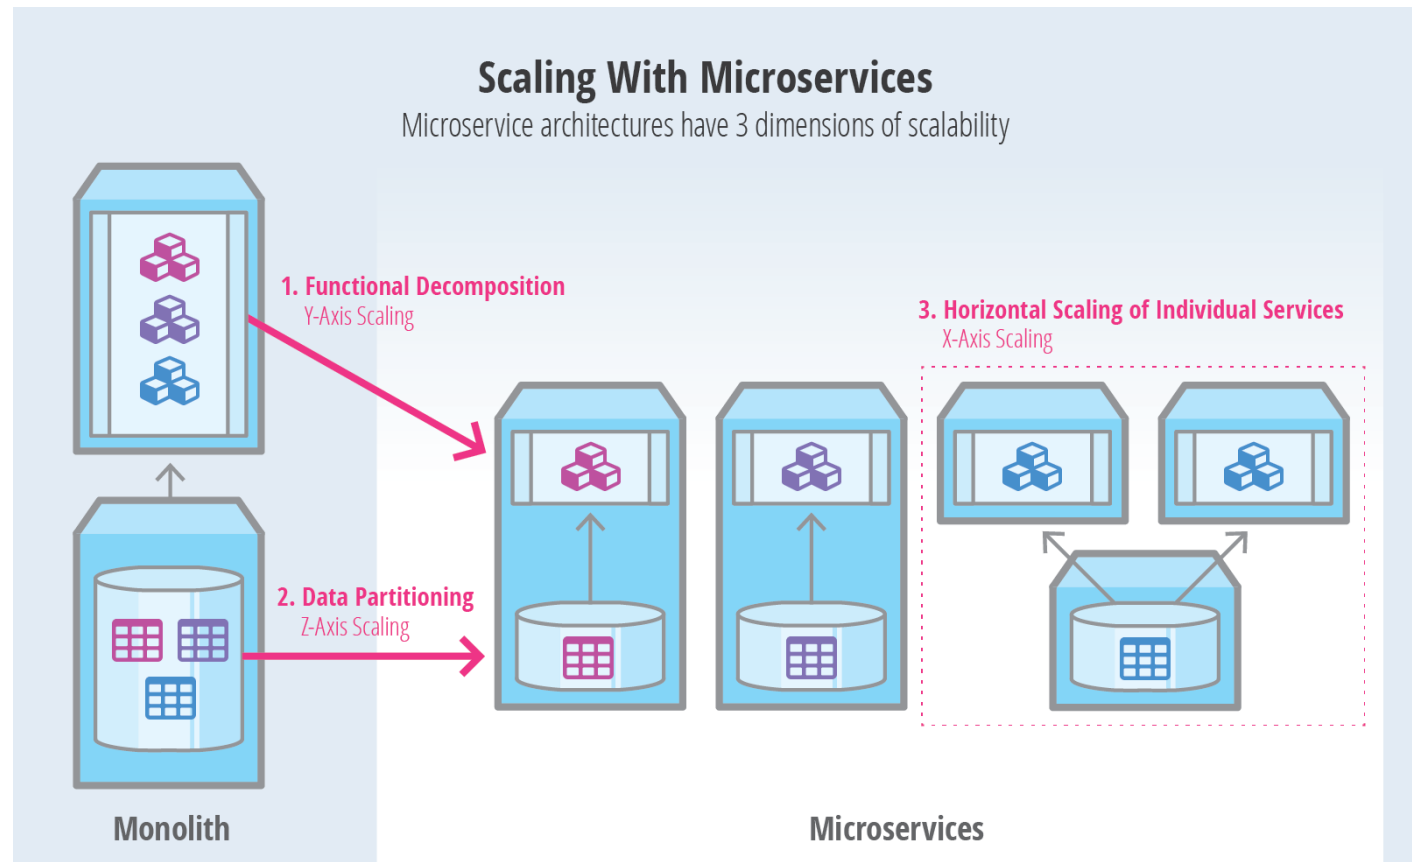 Scaling With Microservices
Microservice architectures have 3 dimensions of scalability
1. Functional Decomposition
Y-Axis Scaling
3. Horizontal Scaling of Individual Services
X-Axis Scaling
2. Data Partitioning
Z-Axis Scaling
Monolith
Microservices